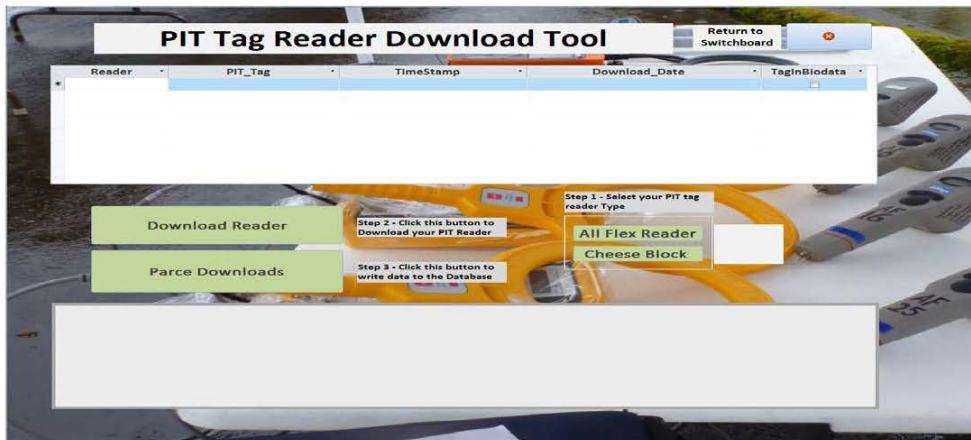 PIT Tag Reader Download Tool
Return to
Switchboard
Reader PIT_Tag TimeStamp Download_Date TagInBiodata
Step 1 - Select your PIT tag
reader Type
Download Reader
Step 2 - Click this button to
Download your PIT Reader
All Flex Reader
Cheese Block
Parce Downloads
Step 3 - Click this button to
write data to the Database
AF
25